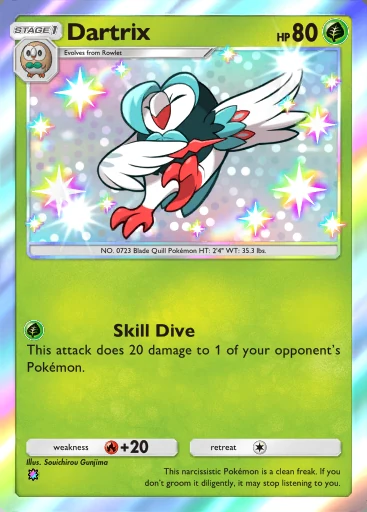 STAGE 1
Dartrix
HP 80
Evolves from Rowlet
NO. 0723 Blade Quill Pokémon HT: 2'4" WT: 35.3 lbs.
Skill Dive
This attack does 20 damage to 1 of your opponent's
Pokémon.
weakness +20 retreat
Illus. Souichirou Gunjima
This narcissistic Pokémon is a clean freak. If you
don't groom it diligently, it may stop listening to you.